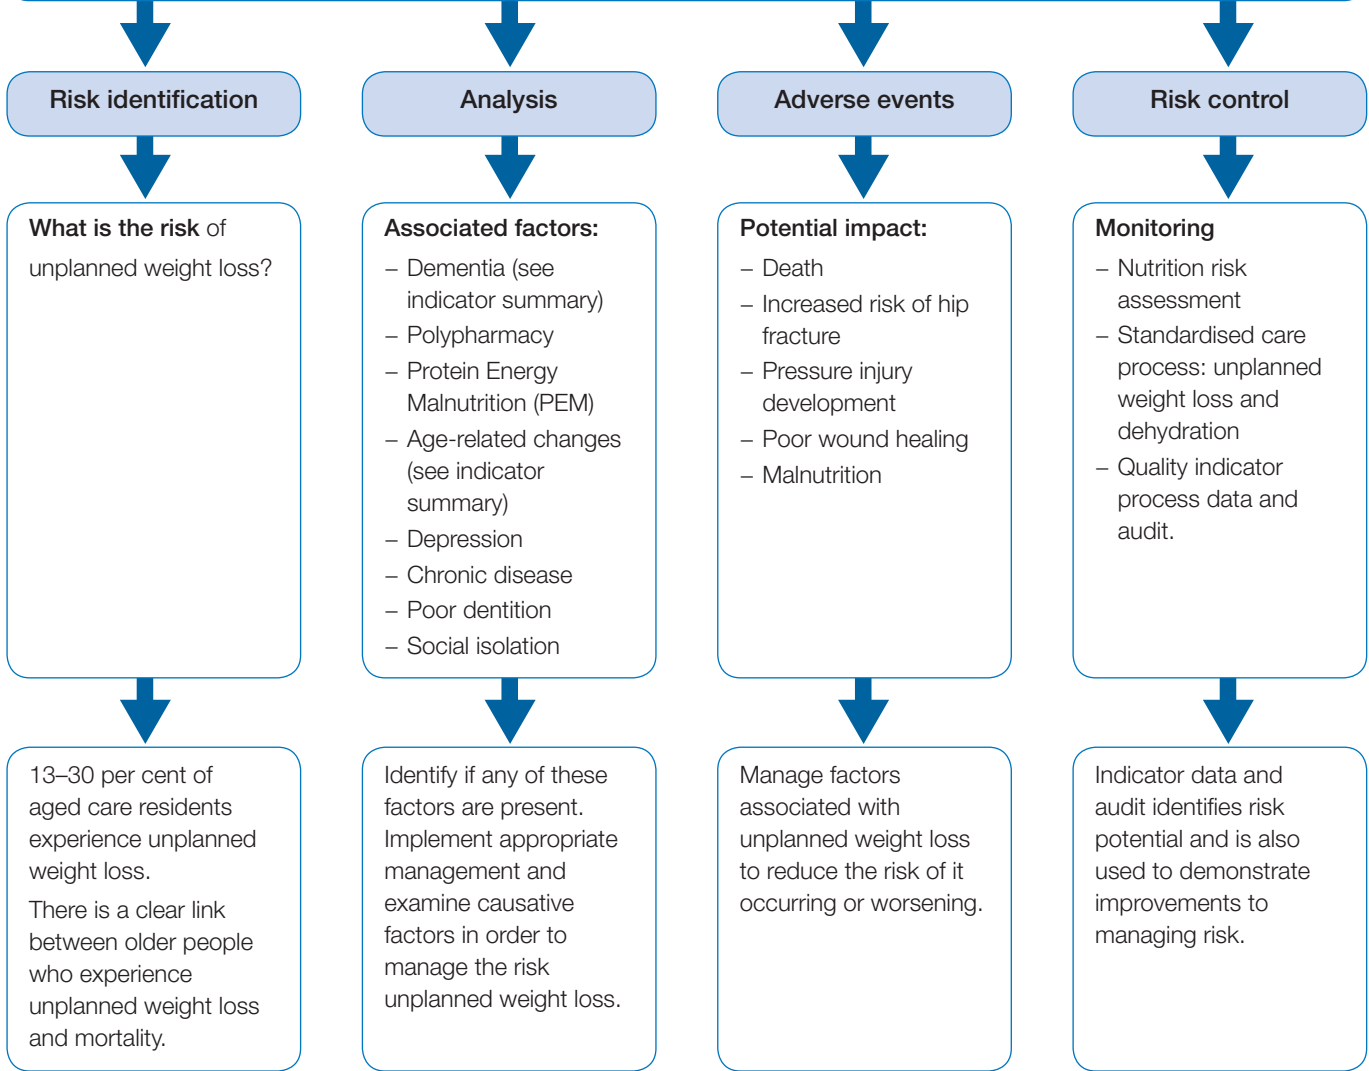 Risk identification
What is the risk of
unplanned weight loss?
13–30 per cent of
aged care residents
experience unplanned
weight loss.
There is a clear link
between older people
who experience
unplanned weight loss
and mortality.
Analysis
Associated factors:
– Dementia (see
indicator summary)
– Polypharmacy
– Protein Energy
Malnutrition (PEM)
– Age-related changes
(see indicator
summary)
– Depression
– Chronic disease
– Poor dentition
– Social isolation
Identify if any of these
factors are present.
Implement appropriate
management and
examine causative
factors in order to
manage the risk
unplanned weight loss.
Adverse events
Potential impact:
– Death
– Increased risk of hip
fracture
– Pressure injury
development
– Poor wound healing
– Malnutrition
Manage factors
associated with
unplanned weight loss
to reduce the risk of it
occurring or worsening.
Risk control
Monitoring
– Nutrition risk
assessment
– Standardised care
process: unplanned
weight loss and
dehydration
– Quality indicator
process data and
audit.
Indicator data and
audit identifies risk
potential and is also
used to demonstrate
improvements to
managing risk.